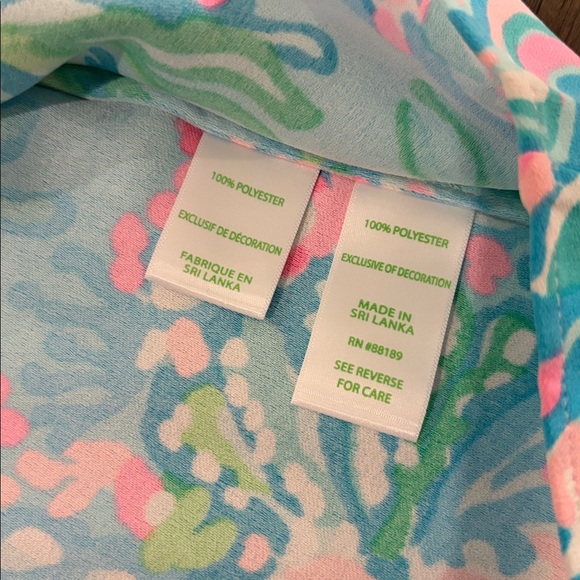 100% POLYESTER
EXCLUSIF DE DÉCORATION
FABRIQUE EN
SRI LANKA
100% POLYESTER
EXCLUSIVE OF DECORATION
MADE IN
SRI LANKA
RN #88189
SEE REVERSE
FOR CARE